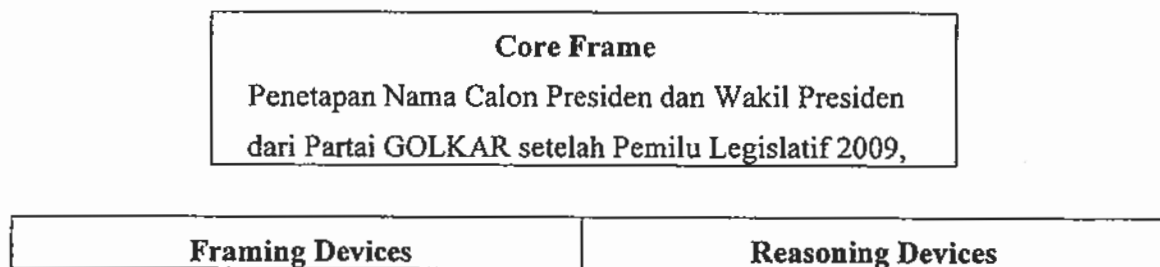 Core Frame
Penetapan Nama Calon Presiden dan Wakil Presiden
dari Partai GOLKAR setelah Pemilu Legislatif 2009,
Framing Devices
Reasoning Devices